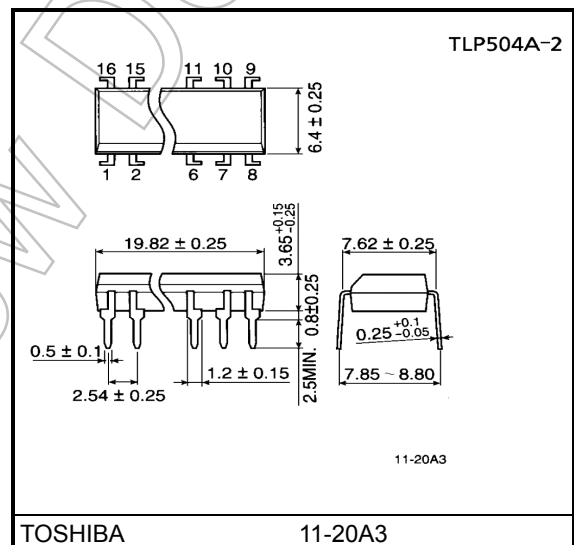 TLP504A-2
16 15 11 10 9
6.4 ± 0.25
1 2 6 7 8
19.82 ± 0.25
3.65 +0.15 -0.25
7.62 ± 0.25
0.8±0.25
0.25 +0.1 -0.05
0.5 ± 0.1
1.2 ± 0.15
2.5MIN.
7.85 ~ 8.80
2.54 ± 0.25
11-20A3
TOSHIBA 11-20A3